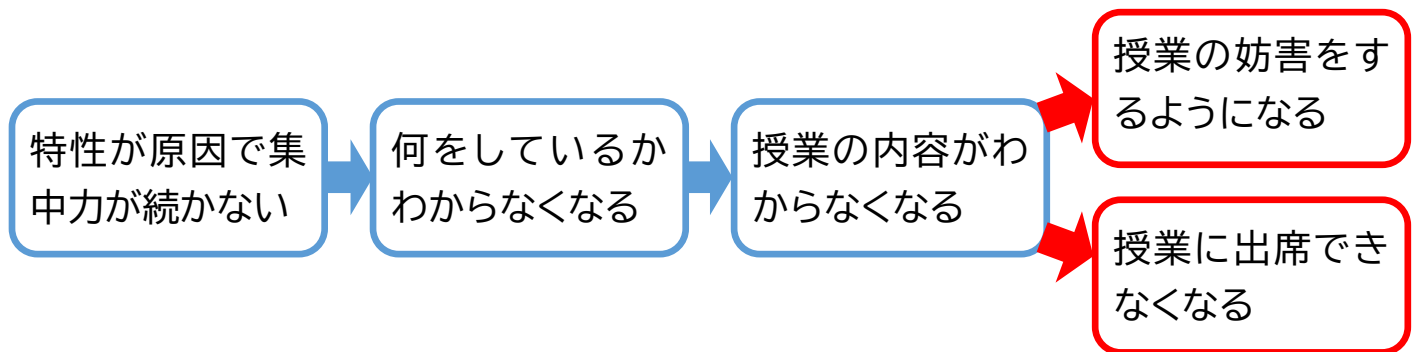 特性が原因で集
中力が続かない
何をしているか
わからなくなる
授業の内容がわ
からなくなる
授業の妨害をす
るようになる
授業に出席でき
なくなる